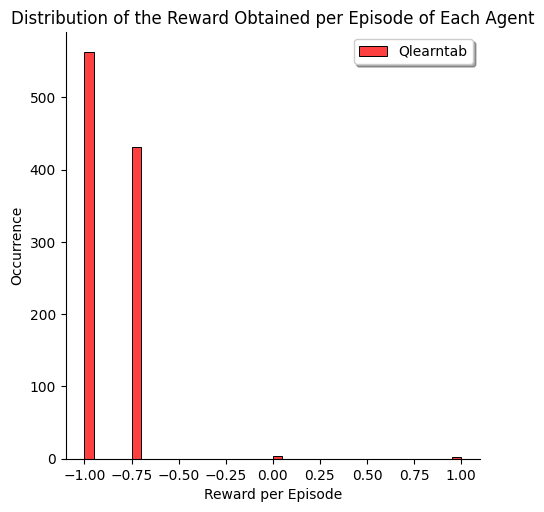 Distribution of the Reward Obtained per Episode of Each Agent
Qlearntab
Occurrence
500
400
300
200
100
0
−1.00 −0.75 −0.50 −0.25 0.00 0.25 0.50 0.75 1.00
Reward per Episode